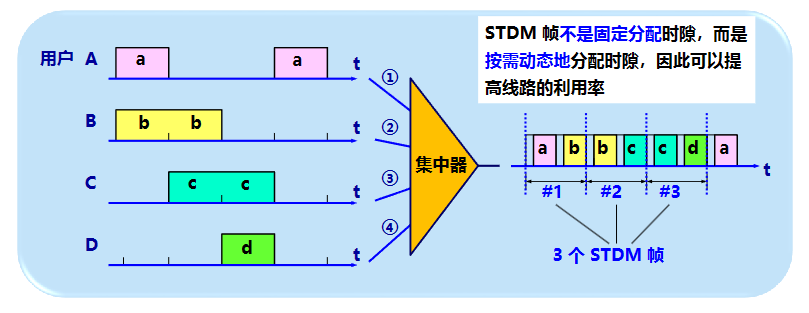 STDM 帧不是固定分配时隙，而是
按需动态地分配时隙，因此可以提
高线路的利用率
用户 A a a t
①
B b b t
②
C c c t
③
D d t
④
集中器
a b b c c d a t
#1 #2 #3
3 个 STDM 帧